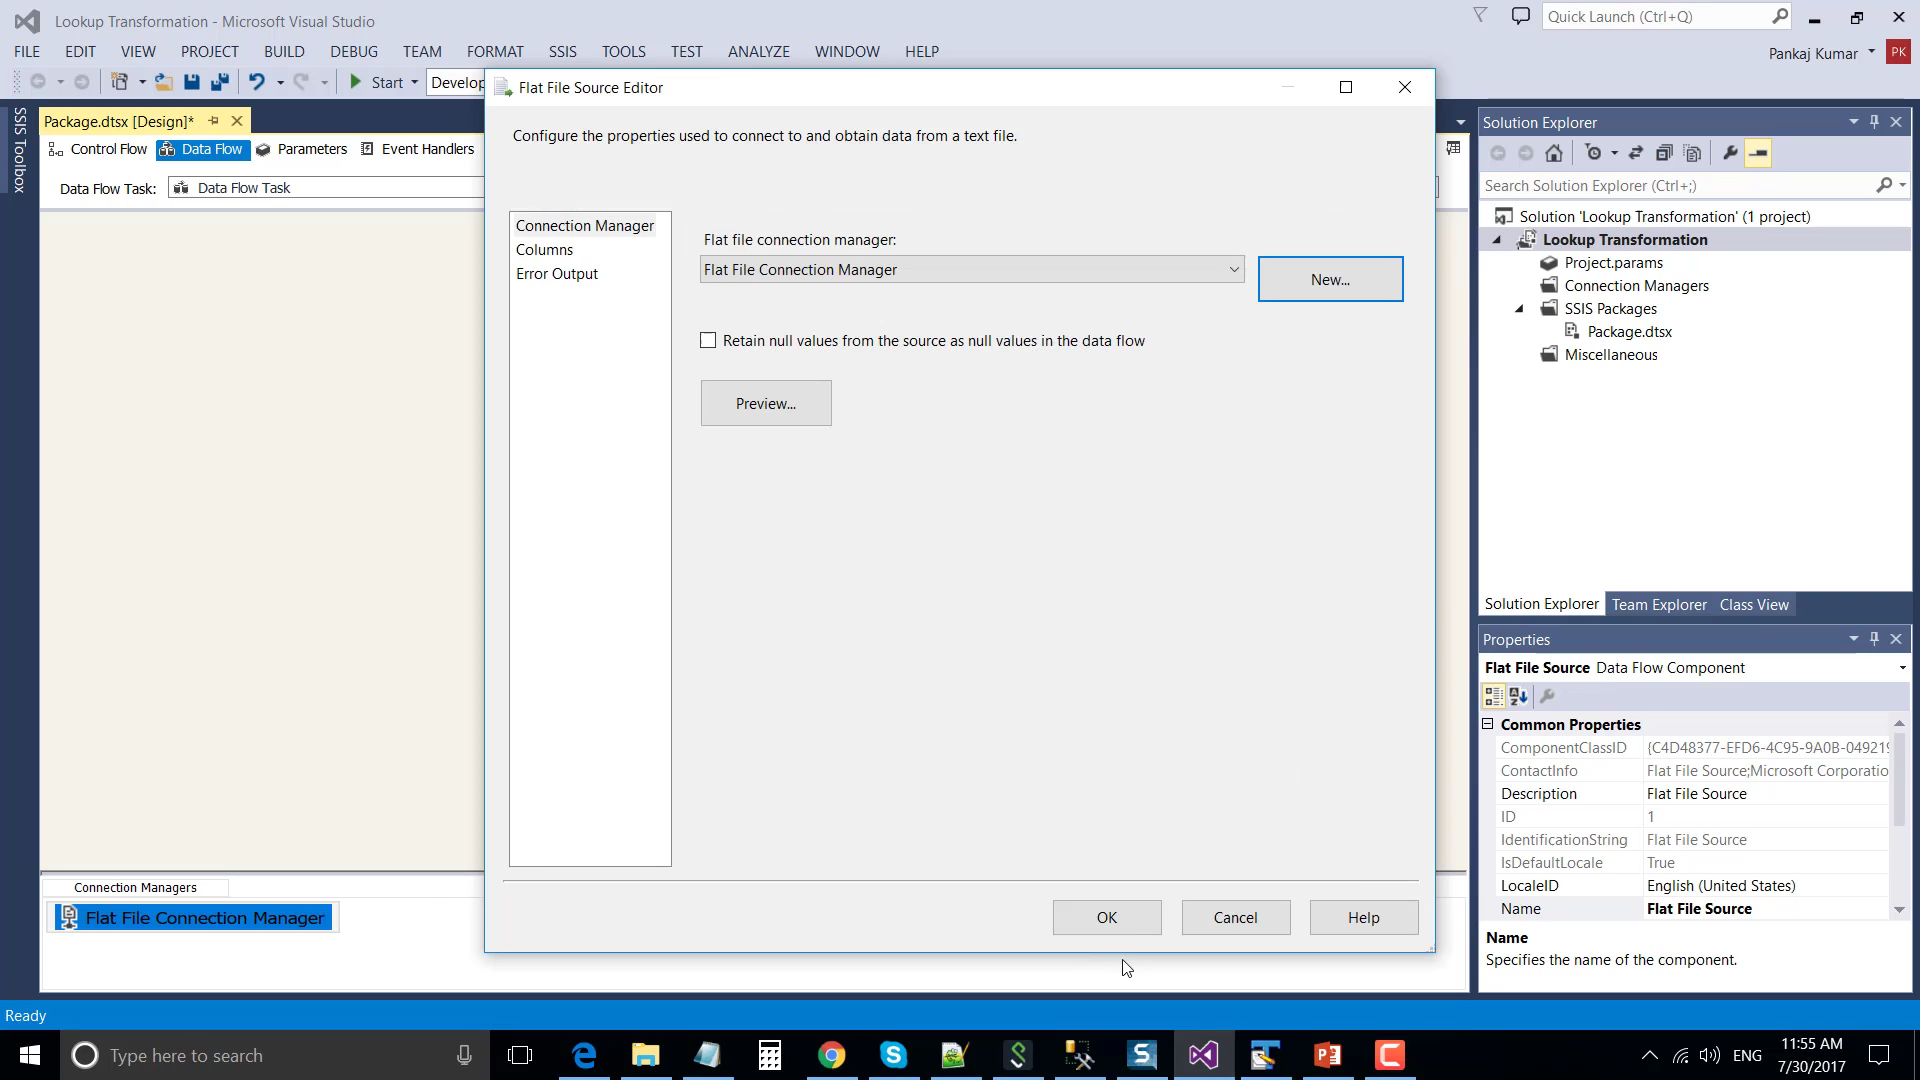 Lookup Transformation - Microsoft Visual Studio
Quick Launch (Ctrl+Q)
FILE EDIT VIEW PROJECT BUILD DEBUG TEAM FORMAT SSIS TOOLS TEST ANALYZE WINDOW HELP
Pankaj Kumar PK
Start Develop
SSIS Toolbox
Package.dtsx [Design]*
Control Flow Data Flow Parameters Event Handlers
Data Flow Task: Data Flow Task
Flat File Source Editor
Configure the properties used to connect to and obtain data from a text file.
Connection Manager
Columns
Error Output
Flat file connection manager:
Flat File Connection Manager
New...
Retain null values from the source as null values in the data flow
Preview...
OK Cancel Help
Connection Managers
Flat File Connection Manager
Solution Explorer
Search Solution Explorer (Ctrl+;)
Solution 'Lookup Transformation' (1 project)
Lookup Transformation
Project.params
Connection Managers
SSIS Packages
Package.dtsx
Miscellaneous
Solution Explorer Team Explorer Class View
Properties
Flat File Source Data Flow Component
Common Properties
ComponentClassID {C4D48377-EFD6-4C95-9A0B-049219
ContactInfo Flat File Source;Microsoft Corporatio
Description Flat File Source
ID 1
IdentificationString Flat File Source
IsDefaultLocale True
LocaleID English (United States)
Name Flat File Source
Name
Specifies the name of the component.
Ready
Type here to search
ENG
11:55 AM
7/30/2017